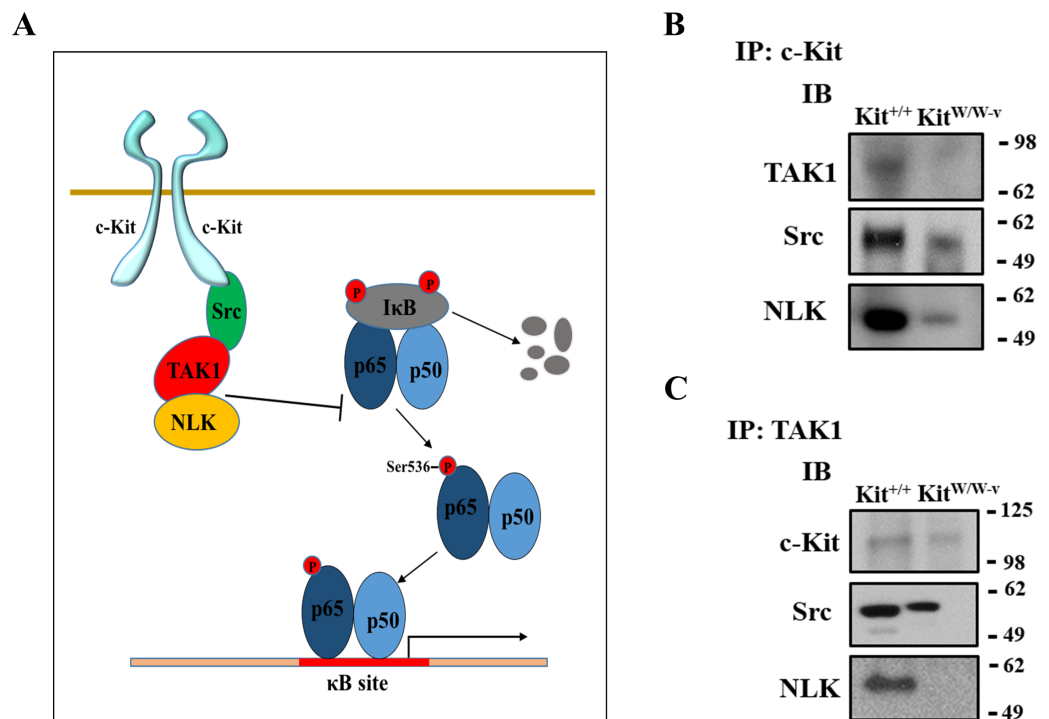 A
c-Kit
c-Kit
Src
TAK1
NLK
P
P
IκB
p65
p50
Ser536
P
p65
p50
P
p65
p50
κB site
B
IP: c-Kit
IB
Kit+/+ KitW/W-v
TAK1
- 98
- 62
Src
- 62
- 49
NLK
- 62
- 49
C
IP: TAK1
IB
Kit+/+ KitW/W-v
c-Kit
- 125
- 98
Src
- 62
- 49
NLK
- 62
- 49